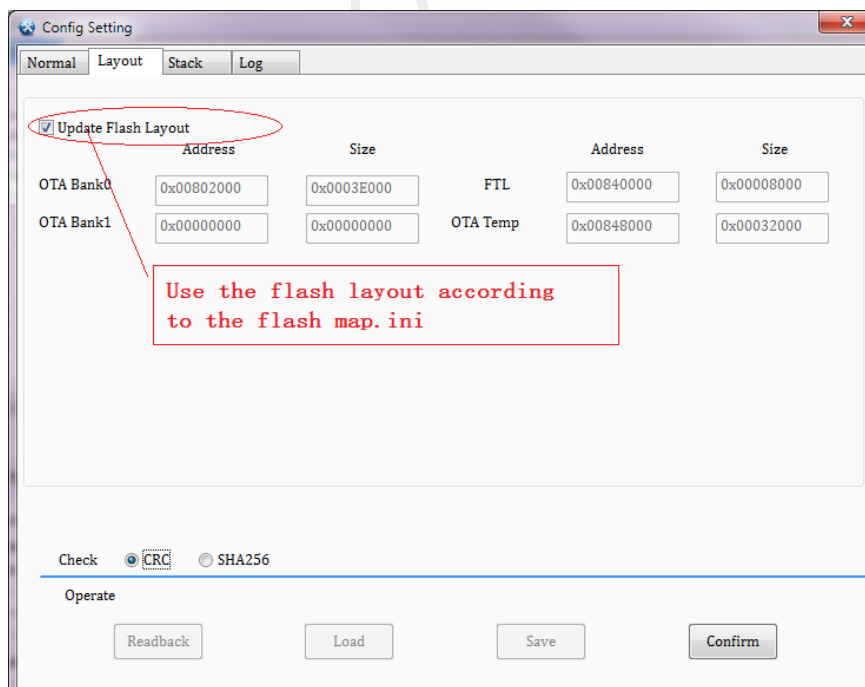 Config Setting
Normal Layout Stack Log
Update Flash Layout
Address Size Address Size
OTA Bank0 0x00802000 0x0003E000 FTL 0x00840000 0x00008000
OTA Bank1 0x00000000 0x00000000 OTA Temp 0x00848000 0x00032000
Use the flash layout according
to the flash map.ini
Check CRC SHA256
Operate
Readback Load Save Confirm